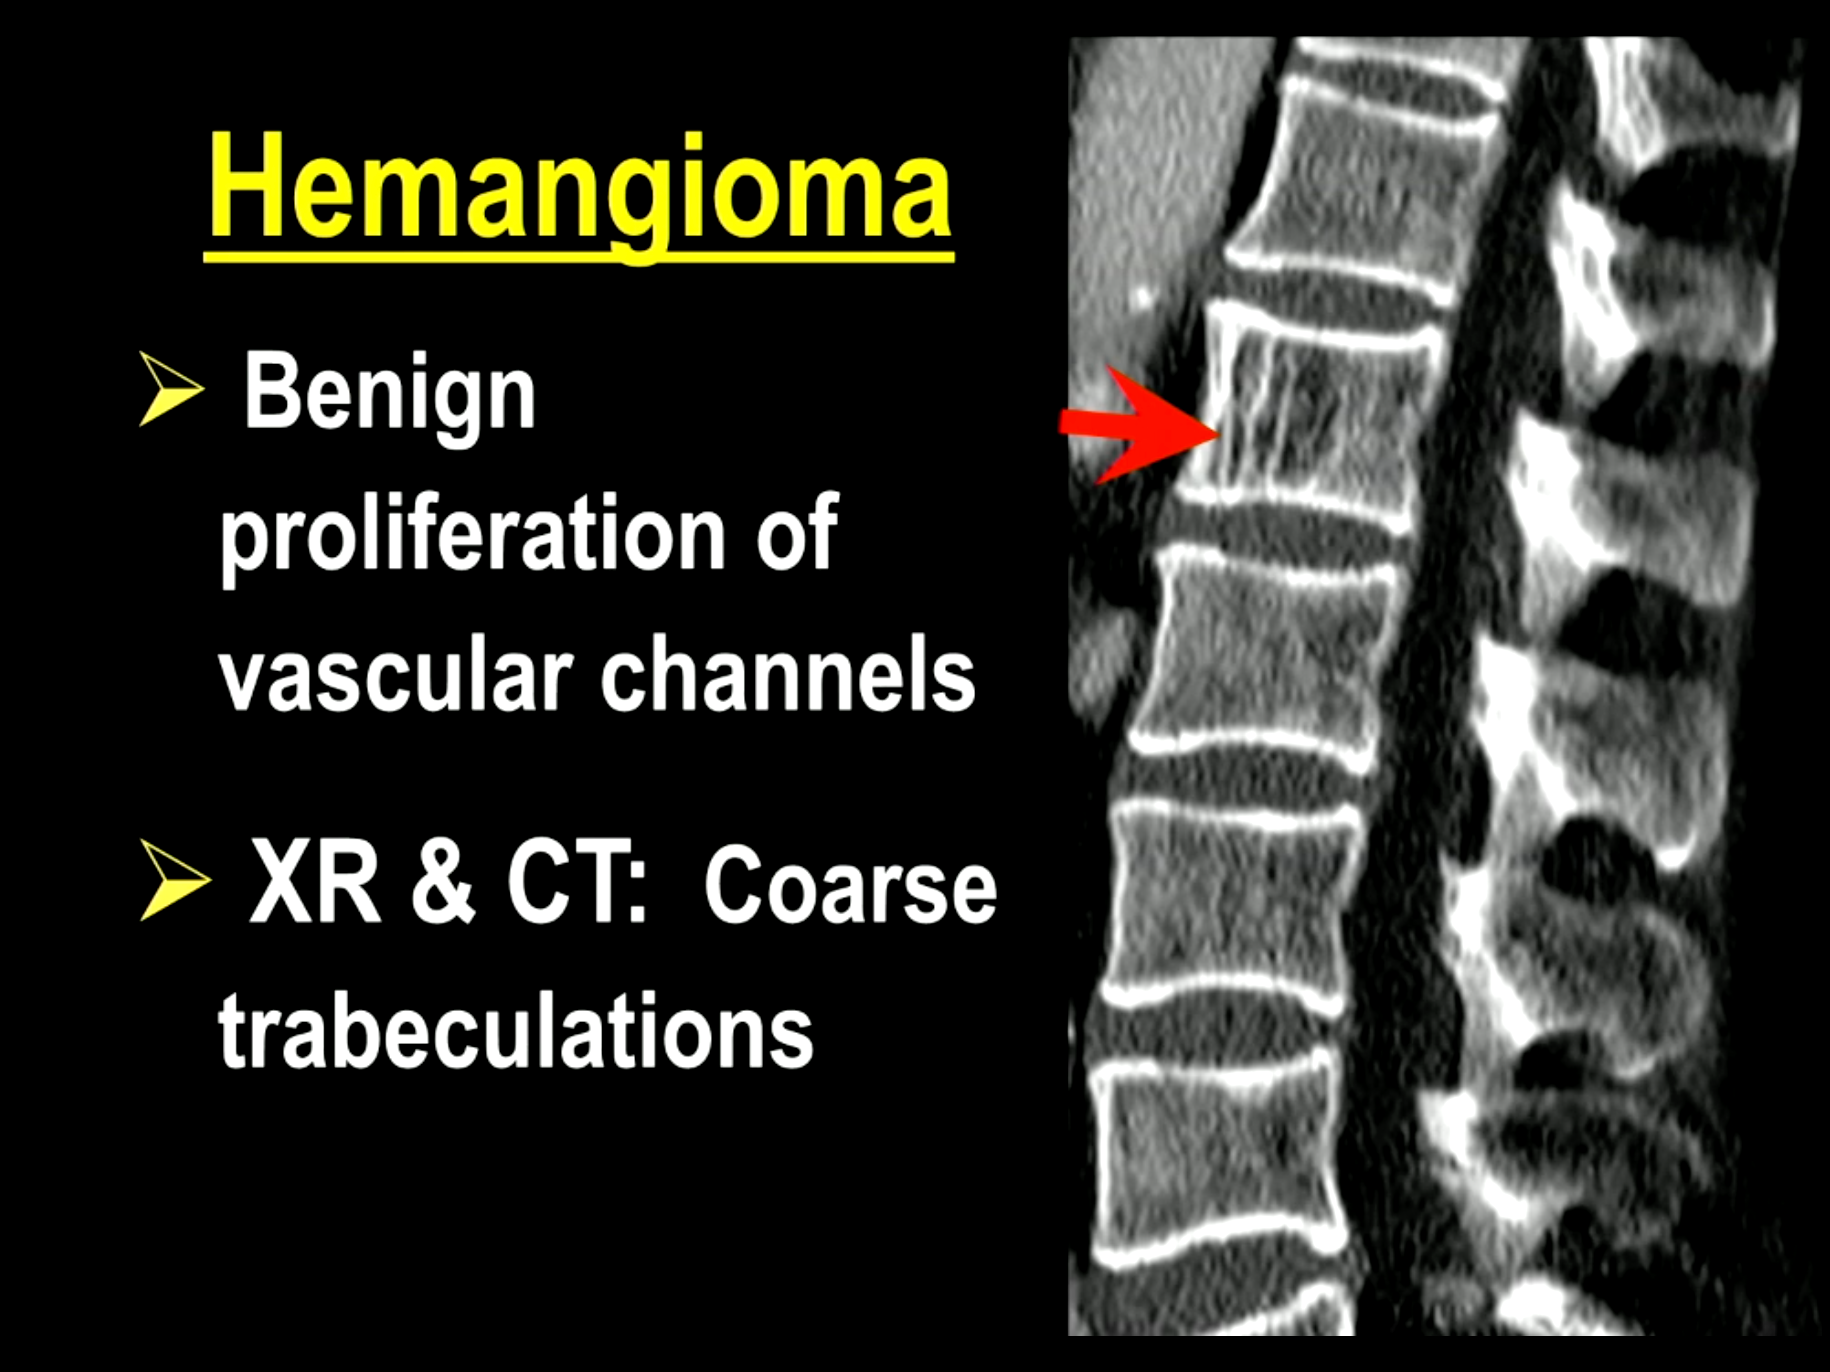 Hemangioma
Benign
proliferation of
vascular channels
XR & CT: Coarse
trabeculations